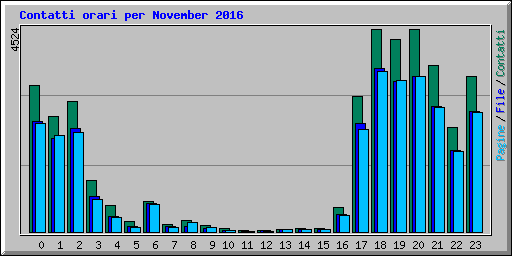 Contatti orari per November 2016
4524
Pagine / File / Contatti
0 1 2 3 4 5 6 7 8 9 10 11 12 13 14 15 16 17 18 19 20 21 22 23